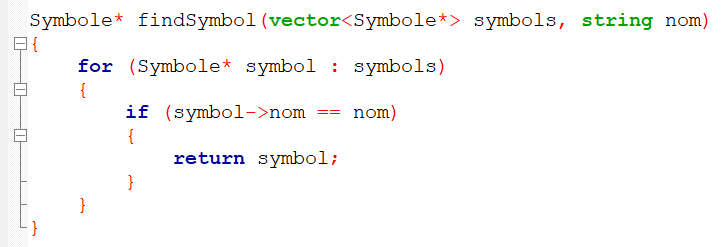 Symbole* findSymbol(vector<Symbole*> symbols, string nom)
{
    for (Symbole* symbol : symbols)
    {
        if (symbol->nom == nom)
        {
            return symbol;
        }
    }
}